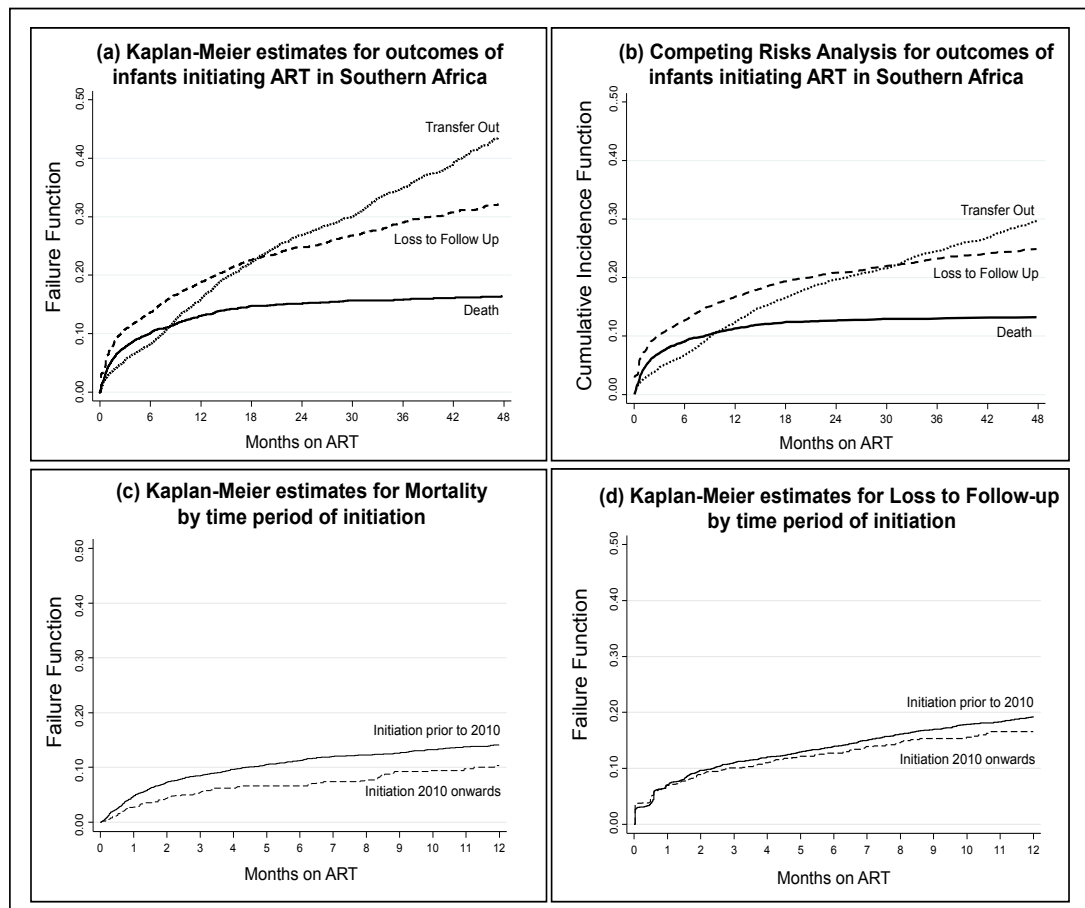 (a) Kaplan-Meier estimates for outcomes of
infants initiating ART in Southern Africa
Failure Function
0.50
0.40
0.30
0.20
0.10
0.00
Transfer Out
Loss to Follow Up
Death
0 6 12 18 24 30 36 42 48
Months on ART
(b) Competing Risks Analysis for outcomes of
infants initiating ART in Southern Africa
Cumulative Incidence Function
0.50
0.40
0.30
0.20
0.10
0.00
Transfer Out
Loss to Follow Up
Death
0 6 12 18 24 30 36 42 48
Months on ART
(c) Kaplan-Meier estimates for Mortality
by time period of initiation
Failure Function
0.50
0.40
0.30
0.20
0.10
0.00
Initiation prior to 2010
Initiation 2010 onwards
0 1 2 3 4 5 6 7 8 9 10 11 12
Months on ART
(d) Kaplan-Meier estimates for Loss to Follow-up
by time period of initiation
Failure Function
0.50
0.40
0.30
0.20
0.10
0.00
Initiation prior to 2010
Initiation 2010 onwards
0 1 2 3 4 5 6 7 8 9 10 11 12
Months on ART